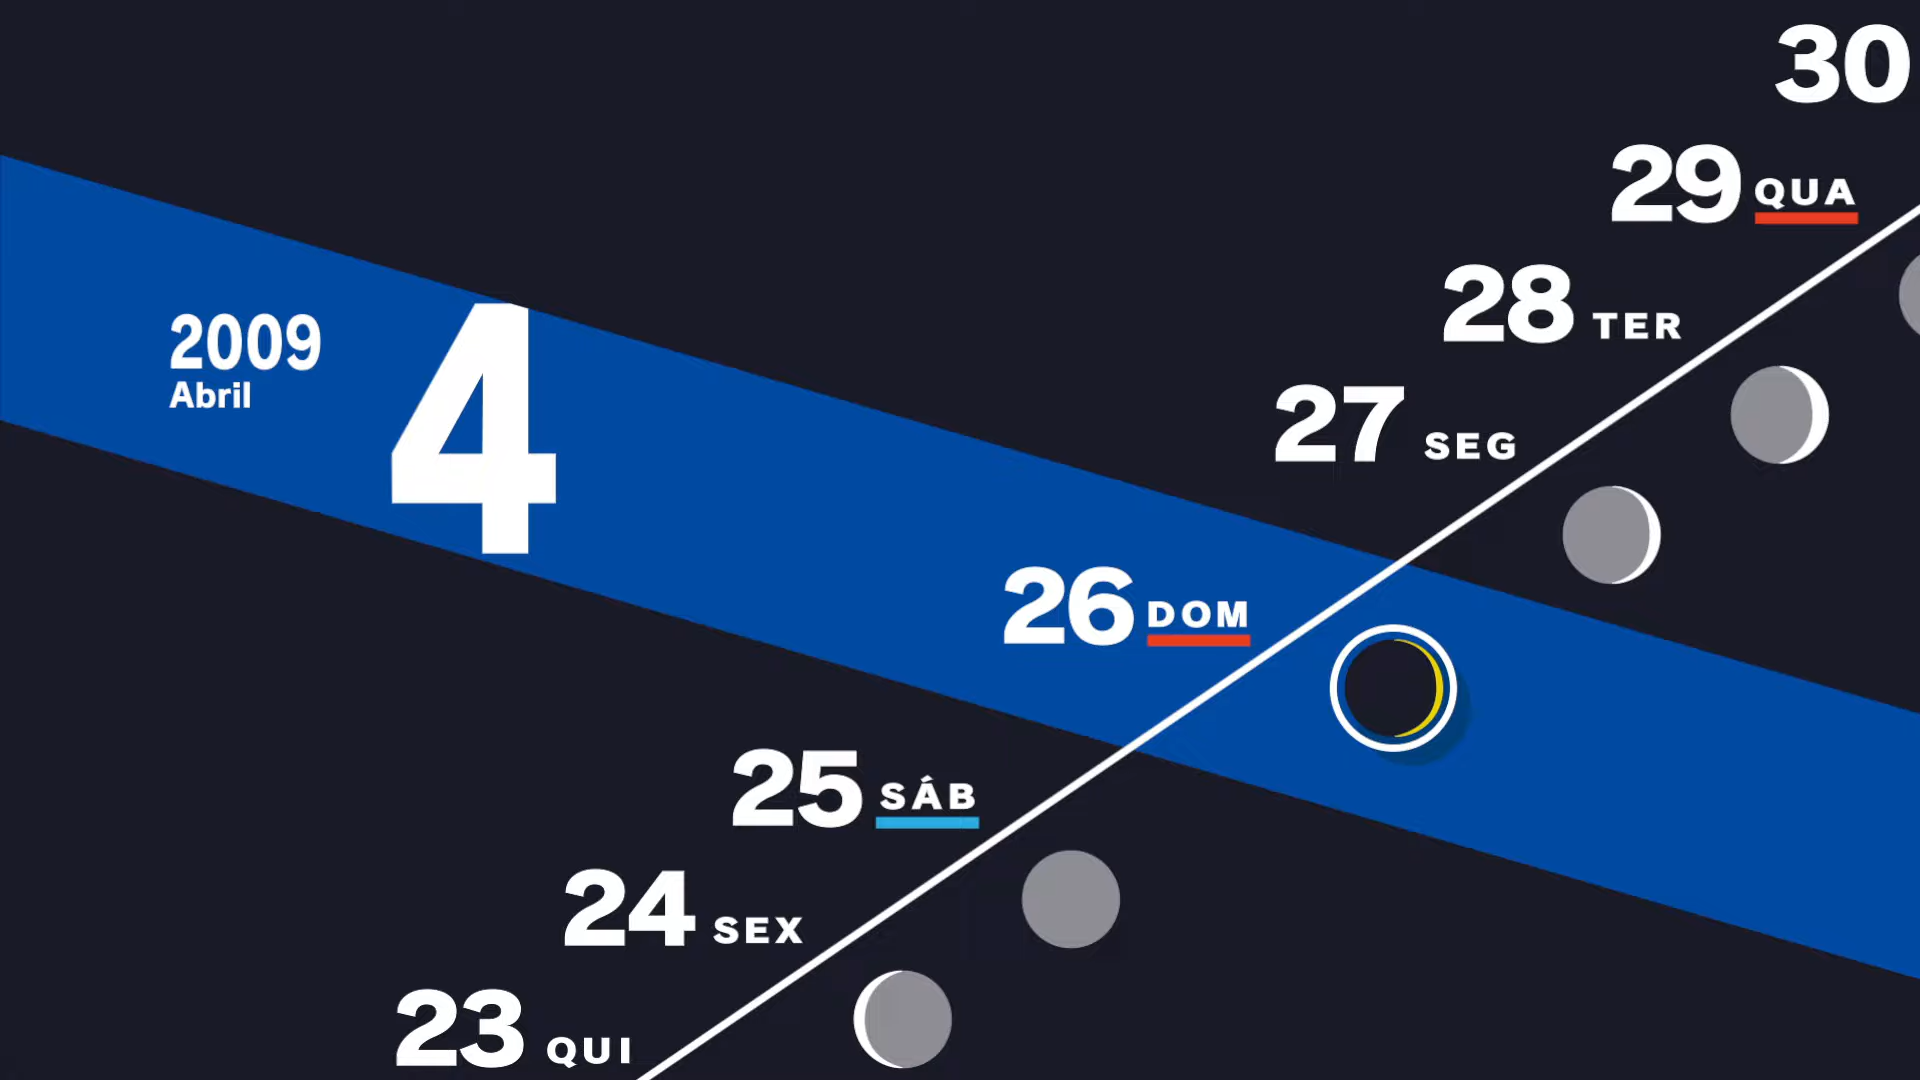 30
29 QUA
28 TER
2009
Abril
4
27 SEG
26 DOM
25 SÁB
24 SEX
23 QUI